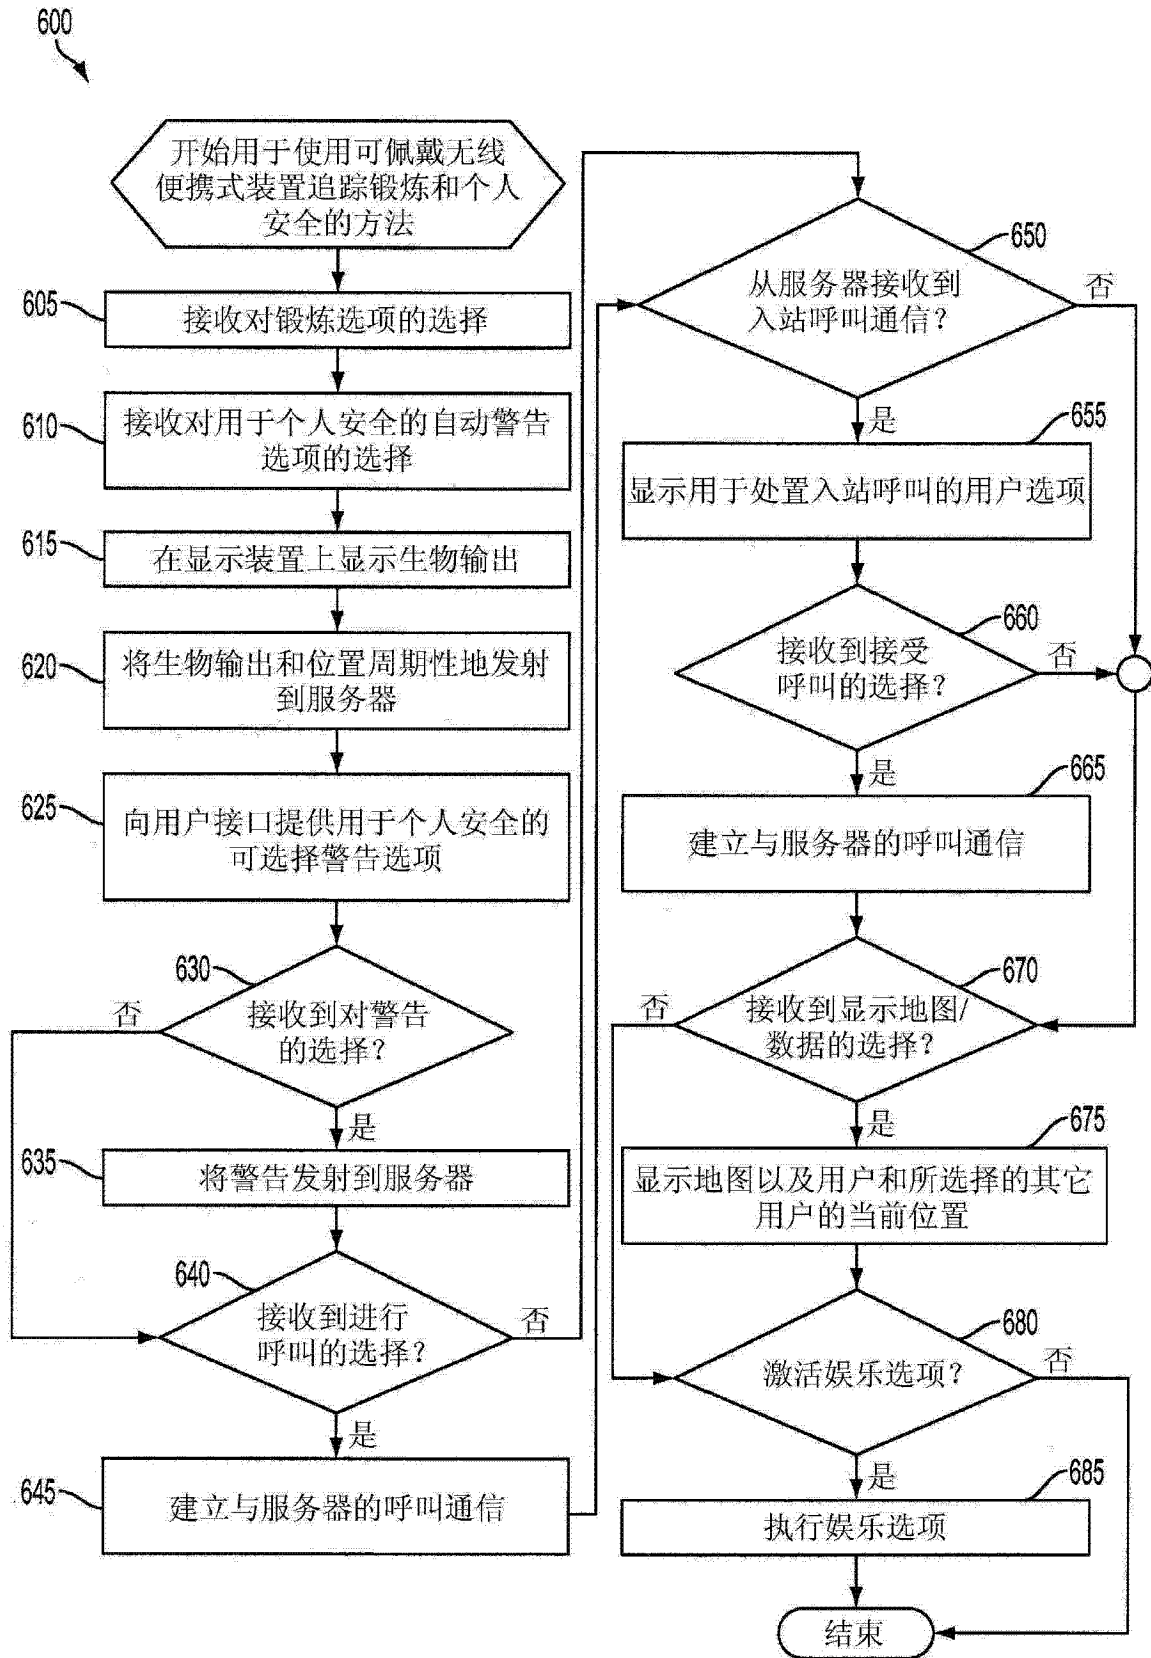 600
开始用于使用可佩戴无线
便携式装置追踪锻炼和个人
安全的方法
605
接收对锻炼选项的选择
610
接收对用于个人安全的自动警告
选项的选择
615
在显示装置上显示生物输出
620
将生物输出和位置周期性地发射
到服务器
625
向用户接口提供用于个人安全的
可选择警告选项
630
否
接收到对警告
的选择?
是
635
将警告发射到服务器
640
接收到进行
呼叫的选择?
否
是
645
建立与服务器的呼叫通信
650
从服务器接收到
入站呼叫通信?
否
是
655
显示用于处置入站呼叫的用户选项
660
接收到接受
呼叫的选择?
否
是
665
建立与服务器的呼叫通信
670
否
接收到显示地图/
数据的选择?
是
675
显示地图以及用户和所选择的其它
用户的当前位置
680
激活娱乐选项?
否
是
685
执行娱乐选项
结束